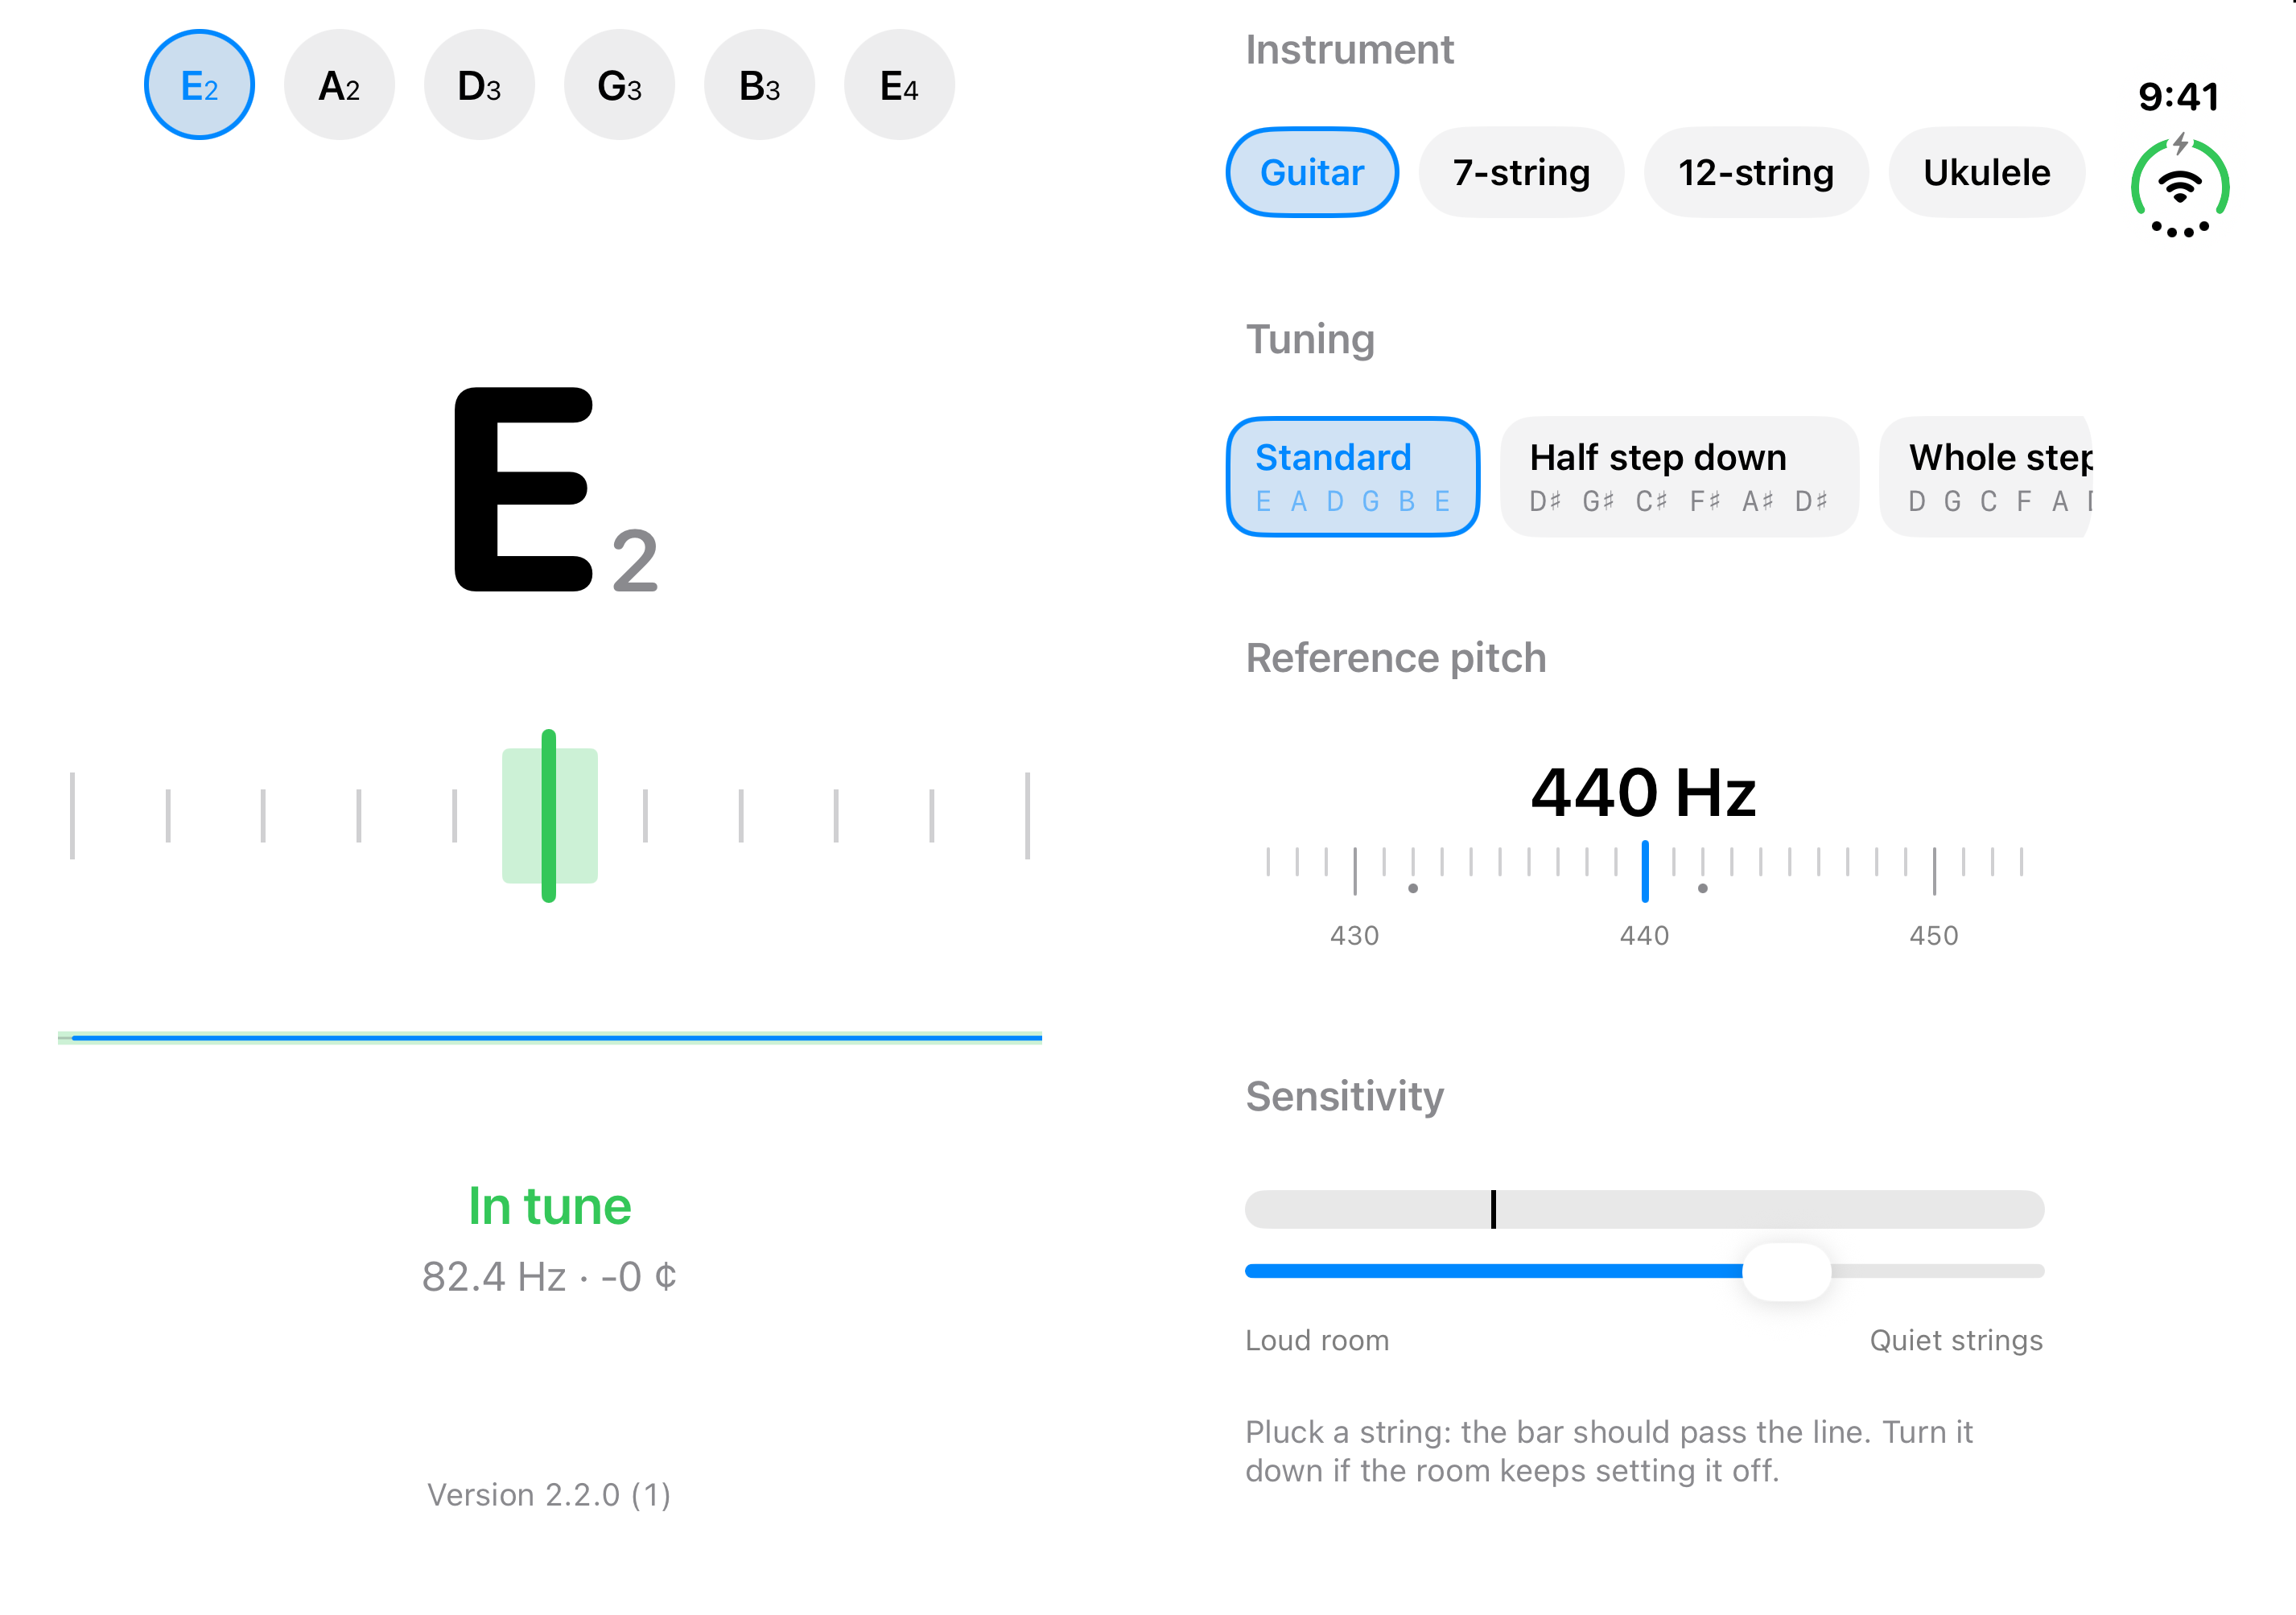 E2 A2 D3 G3 B3 E4
E2
In tune
82.4 Hz · -0 ¢
Version 2.2.0 (1)
Instrument
Guitar 7-string 12-string Ukulele
9:41
Tuning
Standard Half step down Whole step
E A D G B E D♯ G♯ C♯ F♯ A♯ D♯ D G C F A
Reference pitch
440 Hz
430 440 450
Sensitivity
Loud room Quiet strings
Pluck a string: the bar should pass the line. Turn it
down if the room keeps setting it off.